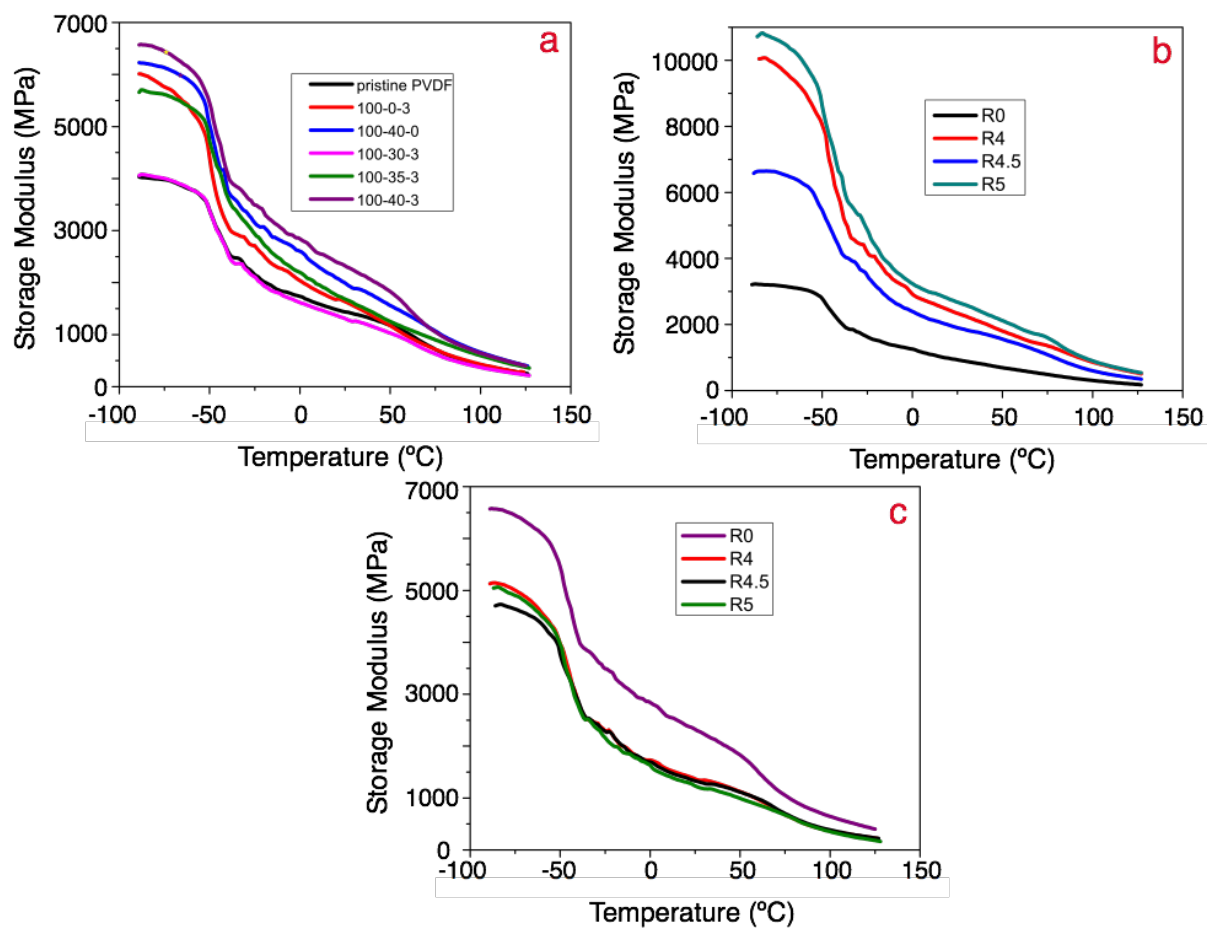 a
Storage Modulus (MPa)
7000
5000
3000
1000
0
pristine PVDF
100-0-3
100-40-0
100-30-3
100-35-3
100-40-3
-100 -50 0 50 100 150
Temperature (ºC)
b
Storage Modulus (MPa)
10000
8000
6000
4000
2000
0
R0
R4
R4.5
R5
-100 -50 0 50 100 150
Temperature (ºC)
c
Storage Modulus (MPa)
7000
5000
3000
1000
0
R0
R4
R4.5
R5
-100 -50 0 50 100 150
Temperature (ºC)